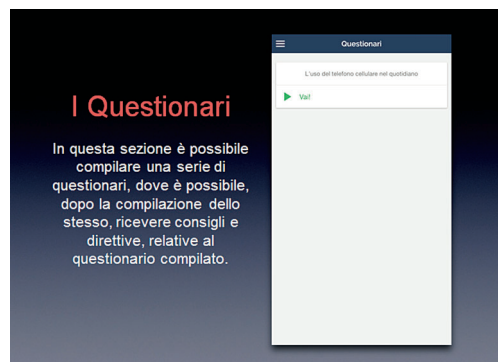 I Questionari
In questa sezione è possibile
compilare una serie di
questionari, dove è possibile,
dopo la compilazione dello
stesso, ricevere consigli e
direttive, relative al
questionario compilato.
Questionari
L'uso del telefono cellulare nel quotidiano
Vai!